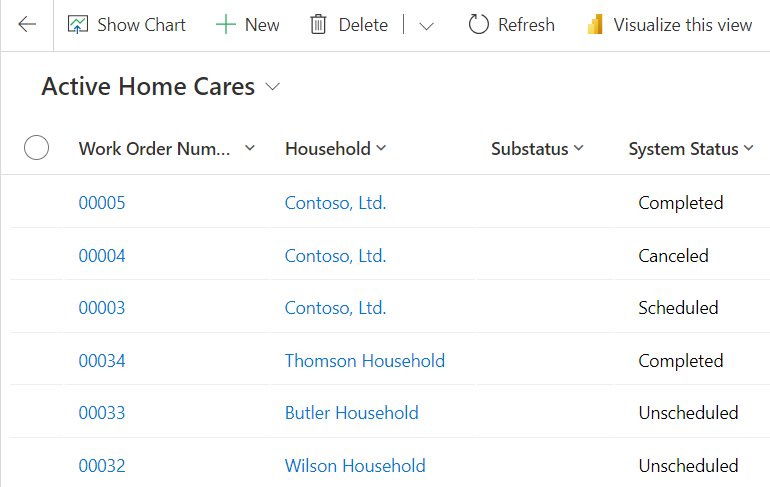 Show Chart New Delete Refresh Visualize this view
Active Home Cares
Work Order Num... Household Substatus System Status
00005 Contoso, Ltd. Completed
00004 Contoso, Ltd. Canceled
00003 Contoso, Ltd. Scheduled
00034 Thomson Household Completed
00033 Butler Household Unscheduled
00032 Wilson Household Unscheduled